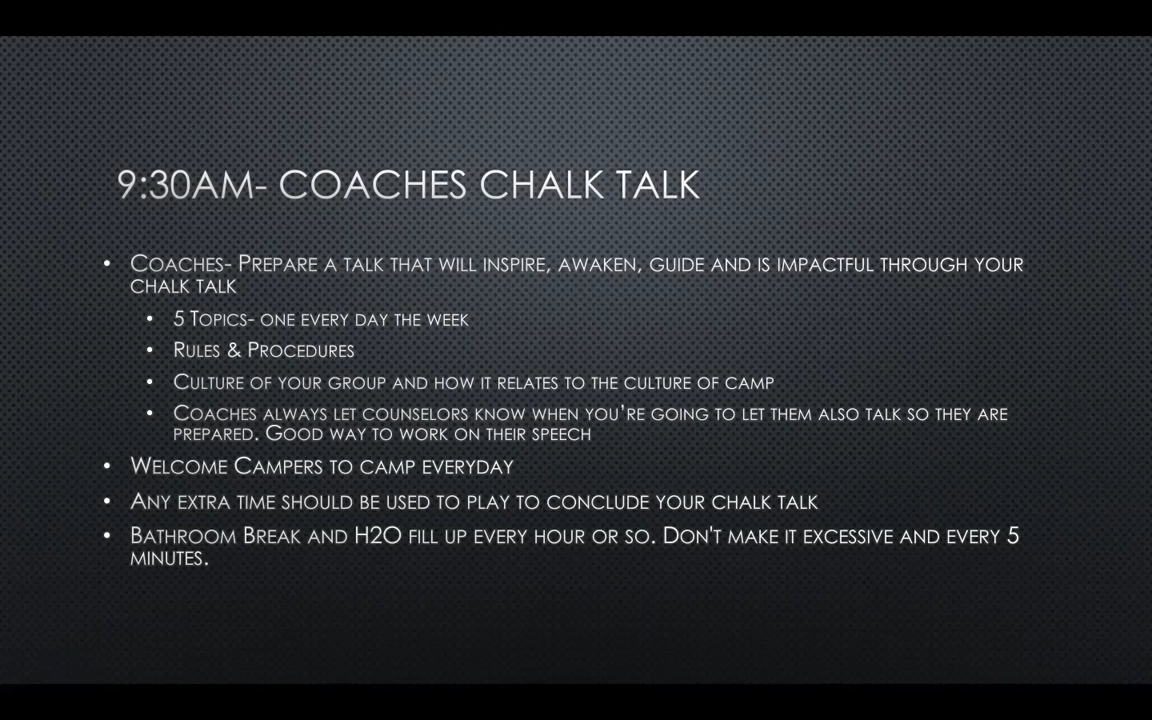 9:30AM- COACHES CHALK TALK
• COACHES- PREPARE A TALK THAT WILL INSPIRE, AWAKEN, GUIDE AND IS IMPACTFUL THROUGH YOUR
CHALK TALK
• 5 TOPICS- ONE EVERY DAY THE WEEK
• RULES & PROCEDURES
• CULTURE OF YOUR GROUP AND HOW IT RELATES TO THE CULTURE OF CAMP
• COACHES ALWAYS LET COUNSELORS KNOW WHEN YOU'RE GOING TO LET THEM ALSO TALK SO THEY ARE
PREPARED. GOOD WAY TO WORK ON THEIR SPEECH
• WELCOME CAMPERS TO CAMP EVERYDAY
• ANY EXTRA TIME SHOULD BE USED TO PLAY TO CONCLUDE YOUR CHALK TALK
• BATHROOM BREAK AND H2O FILL UP EVERY HOUR OR SO. DON'T MAKE IT EXCESSIVE AND EVERY 5
MINUTES.